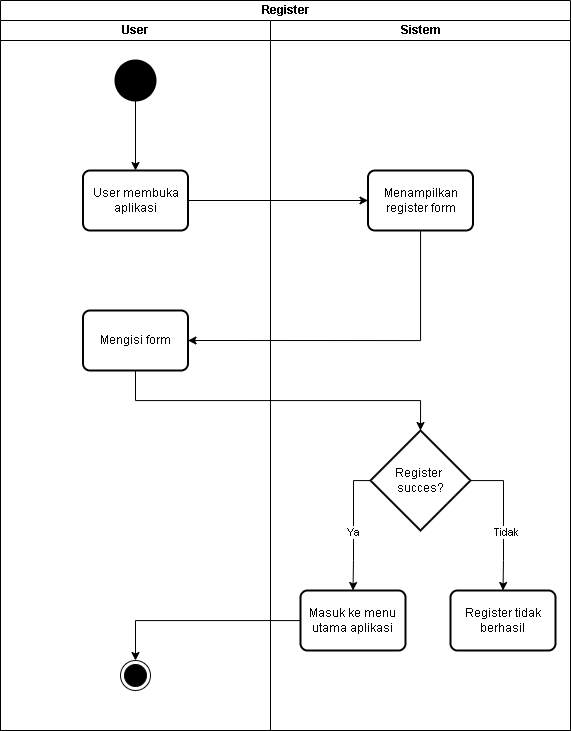 Register
User
Sistem
User membuka
aplikasi
Menampilkan
register form
Mengisi form
Register
succes?
Ya
Tidak
Masuk ke menu
utama aplikasi
Register tidak
berhasil